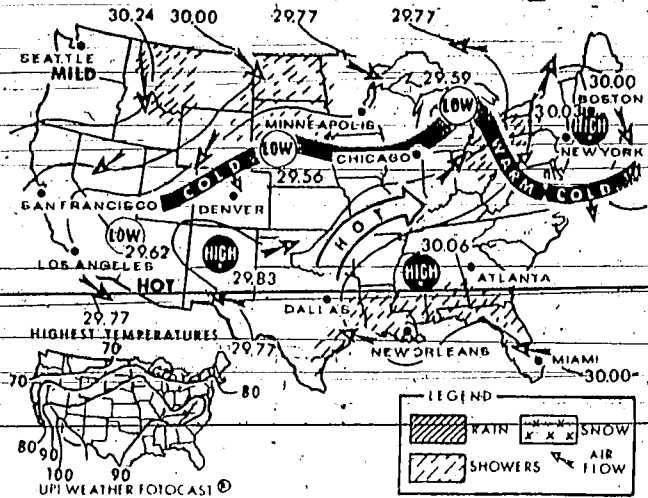 30.24 30.00 29.77 29.77
SEATTLE
MILD
29.59
LOW
30.00
BOSTON
HIGH
NEW YORK
MINNEAPOLIS
LOW
CHICAGO
29.56
COLD
WARM COLD
SAN FRANCISCO
DENVER
HOT
LOW
29.62
HIGH
29.83
30.06
HIGH
LOS ANGELES
HOT
ATLANTA
DALLAS
29.77
HIGHEST TEMPERATURES
29.77
NEW ORLEANS
MIAMI
30.00
70
70
80
80
90
100
90
UPI WEATHER FOTOCAST ®
LEGEND
RAIN
SNOW
SHOWERS
AIR FLOW